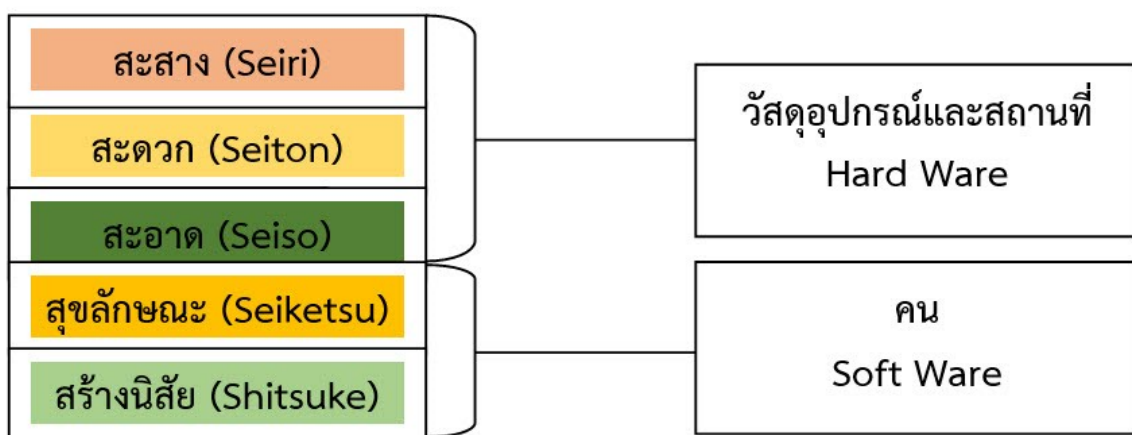 สะสาง (Seiri)
สะดวก (Seiton)
สะอาด (Seiso)
สุขลักษณะ (Seiketsu)
สร้างนิสัย (Shitsuke)
วัสดุอุปกรณ์และสถานที่
Hard Ware
คน
Soft Ware